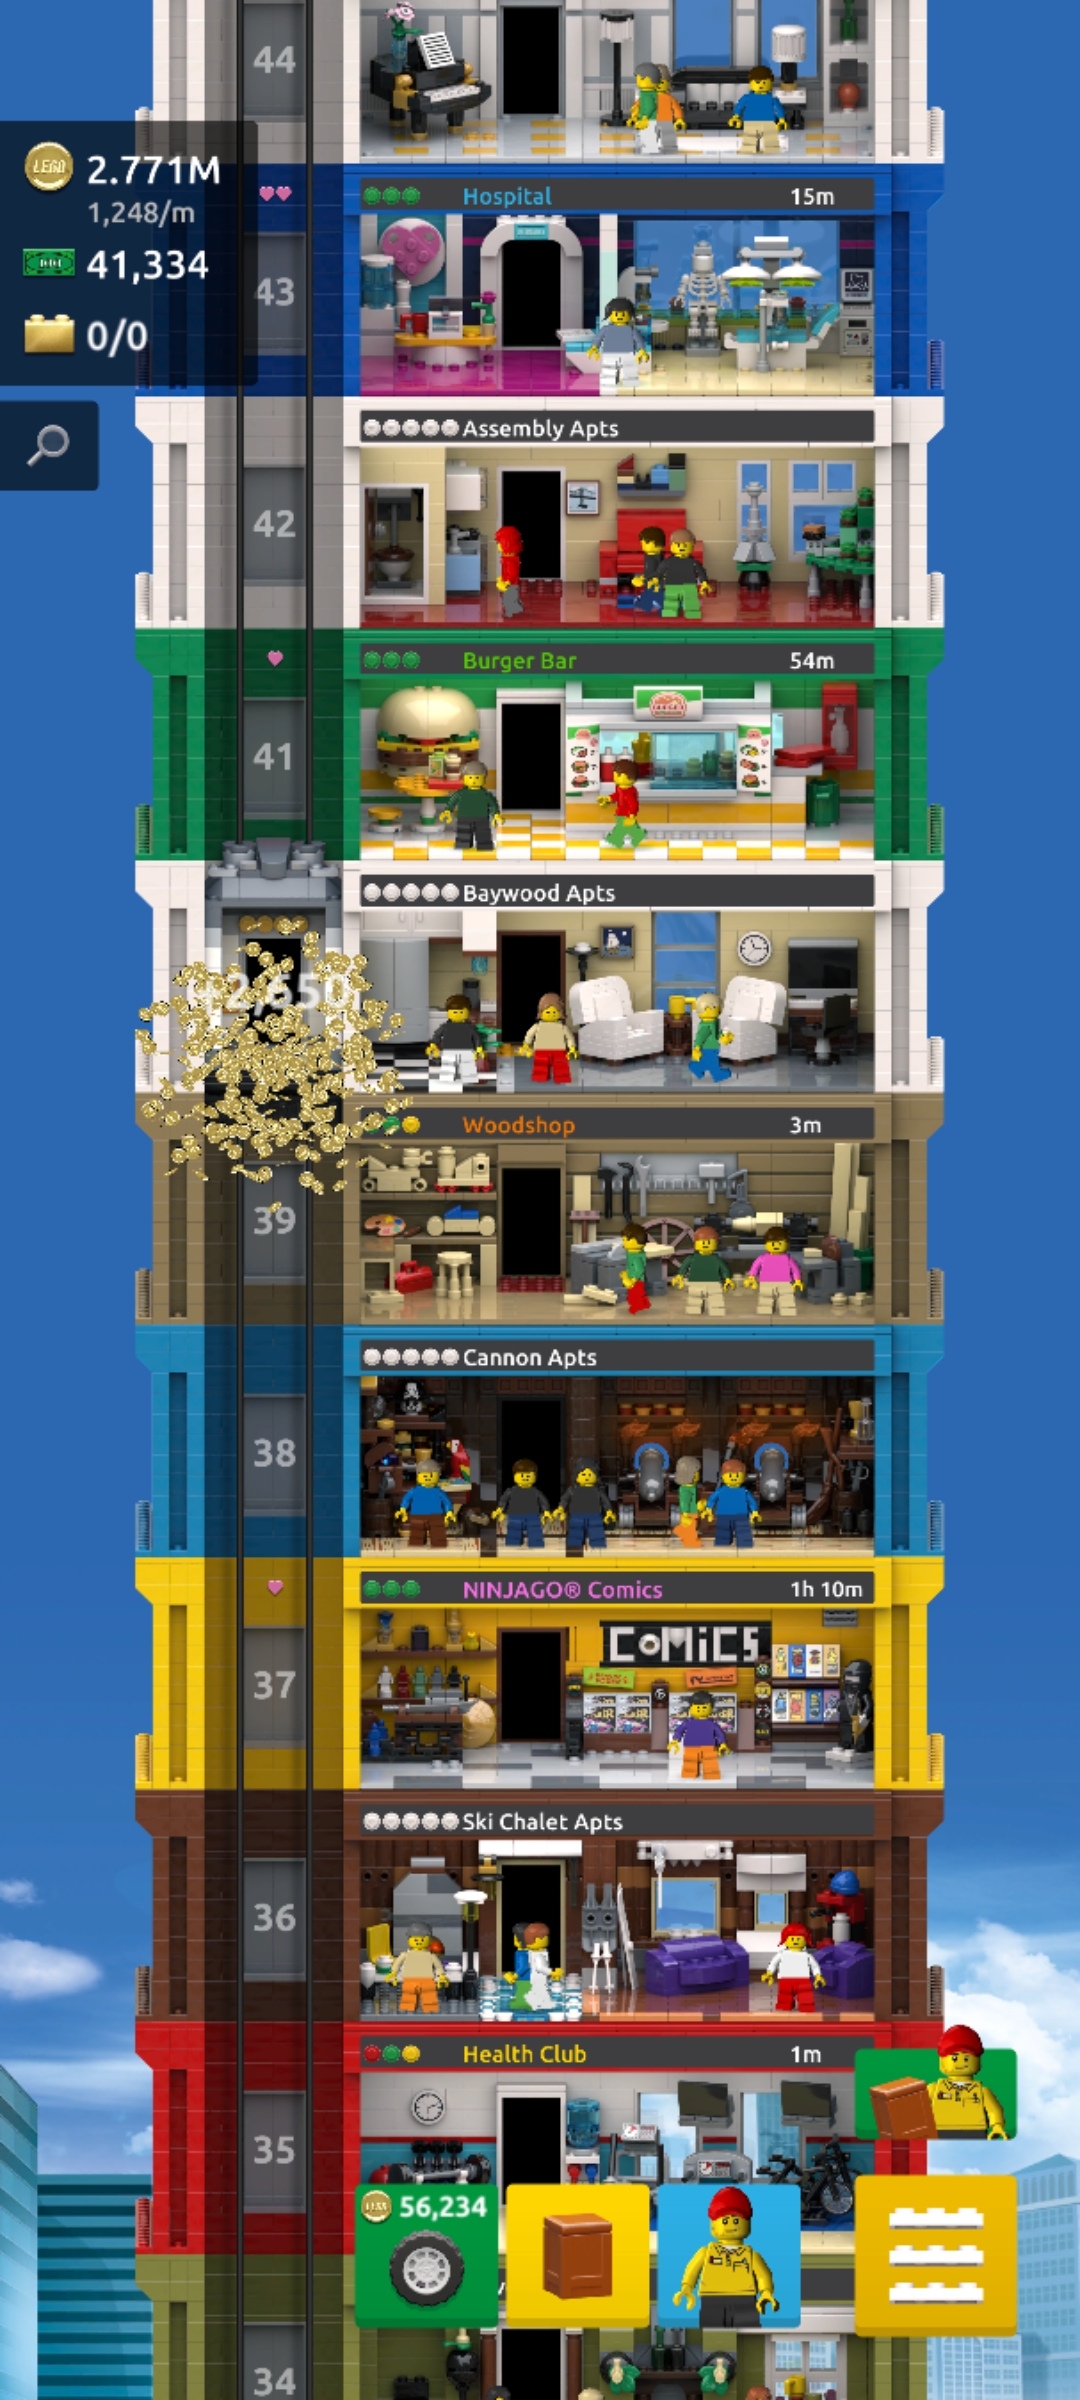 44
LEGO 2.771M
1,248/m
41,334
0/0
Hospital 15m
43
Assembly Apts
42
Burger Bar 54m
41
Baywood Apts
Woodshop 3m
39
Cannon Apts
38
NINJAGO® Comics 1h 10m
COMiCS
37
Ski Chalet Apts
36
Health Club 1m
35
56,234
34